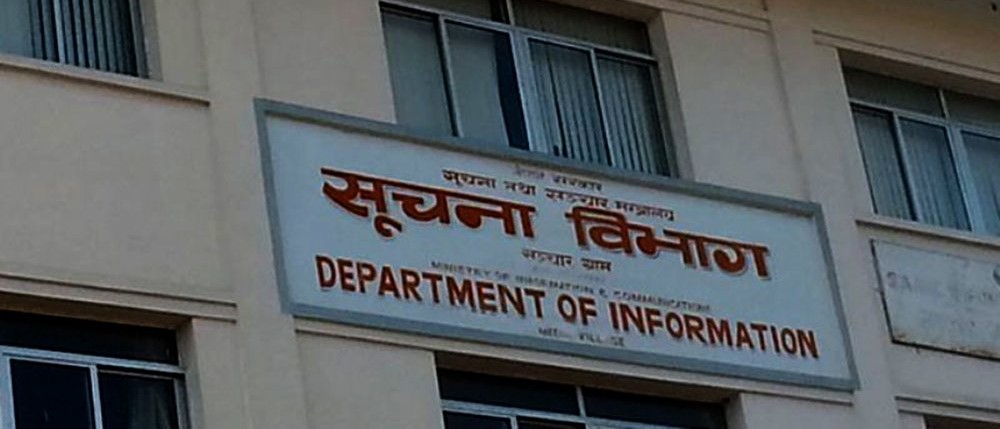 नेपाल सरकार
सूचना तथा सञ्चार मन्त्रालय
सूचना विभाग
सञ्चार ग्राम
MINISTRY OF INFORMATION & COMMUNICATIONS
DEPARTMENT OF INFORMATION
MEDIA VILLAGE